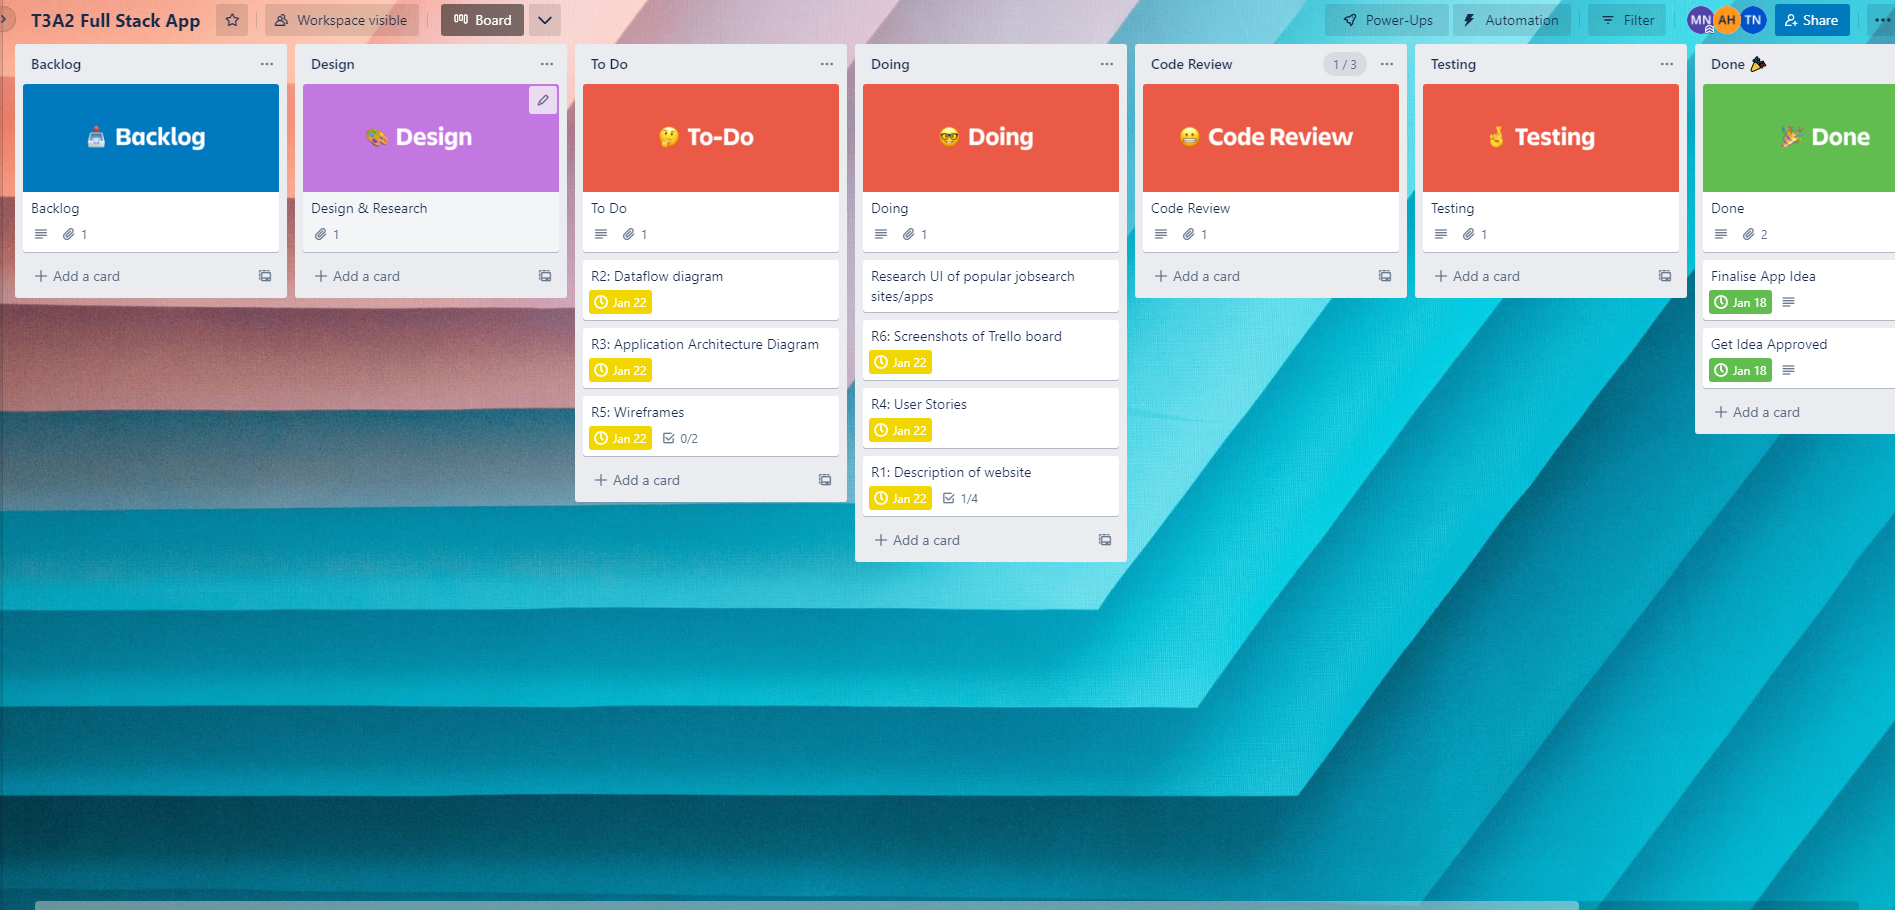 T3A2 Full Stack App
Workspace visible
Board
Power-Ups
Automation
Filter
MN
AH
TN
Share
Backlog
Backlog
Backlog
1
Add a card
Design
Design
Design & Research
1
Add a card
To Do
To-Do
To Do
1
R2: Dataflow diagram
Jan 22
R3: Application Architecture Diagram
Jan 22
R5: Wireframes
Jan 22 0/2
Add a card
Doing
Doing
Doing
1
Research UI of popular jobsearch
sites/apps
R6: Screenshots of Trello board
Jan 22
R4: User Stories
Jan 22
R1: Description of website
Jan 22 1/4
Add a card
Code Review 1 / 3
Code Review
Code Review
1
Add a card
Testing
Testing
Testing
1
Add a card
Done
Done
Done
2
Finalise App Idea
Jan 18
Get Idea Approved
Jan 18
Add a card